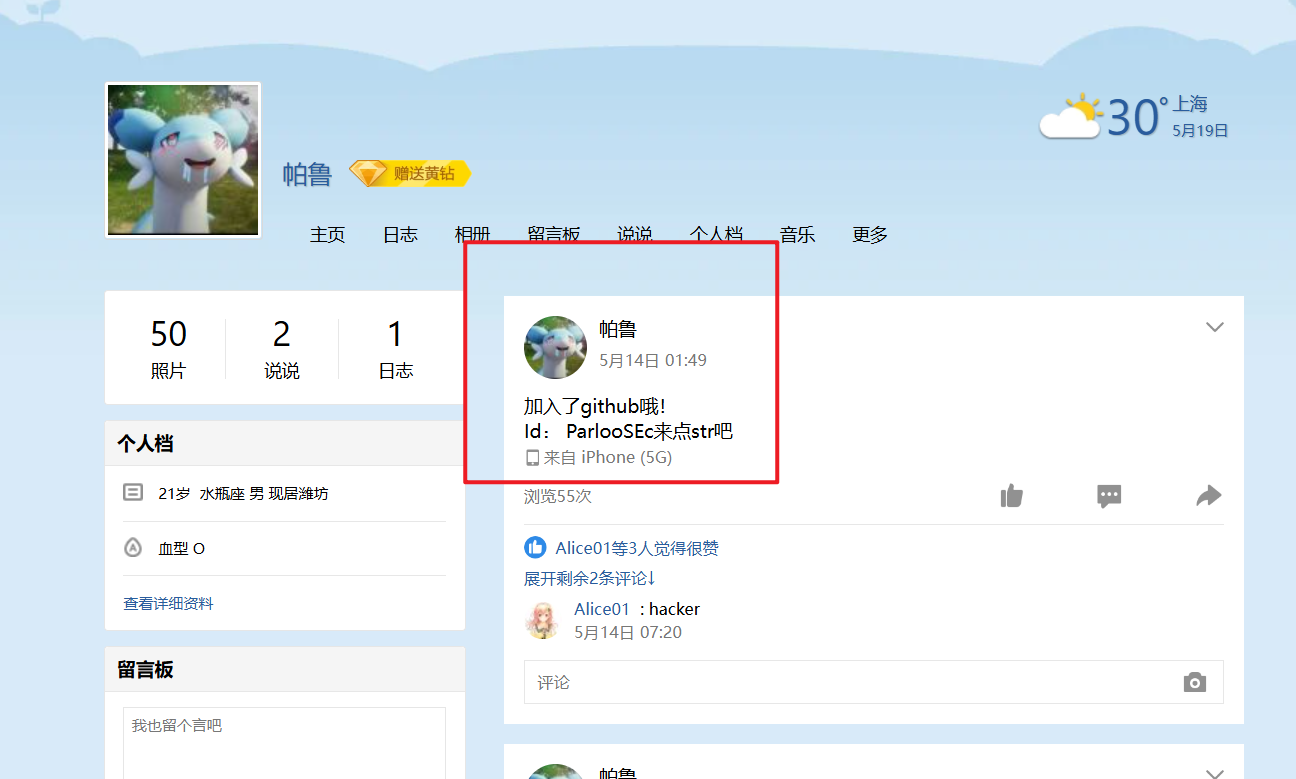 30°
上海
5月19日
帕鲁
赠送黄钻
主页 日志 相册 留言板 说说 个人档 音乐 更多
50 2 1
照片 说说 日志
个人档
21岁 水瓶座 男 现居潍坊
血型 O
查看详细资料
留言板
我也留个言吧
帕鲁
5月14日 01:49
加入了github哦!
Id： ParlooSEc来点str吧
来自 iPhone (5G)
浏览55次
Alice01等3人觉得很赞
展开剩余2条评论↓
Alice01 : hacker
5月14日 07:20
评论
帕鲁